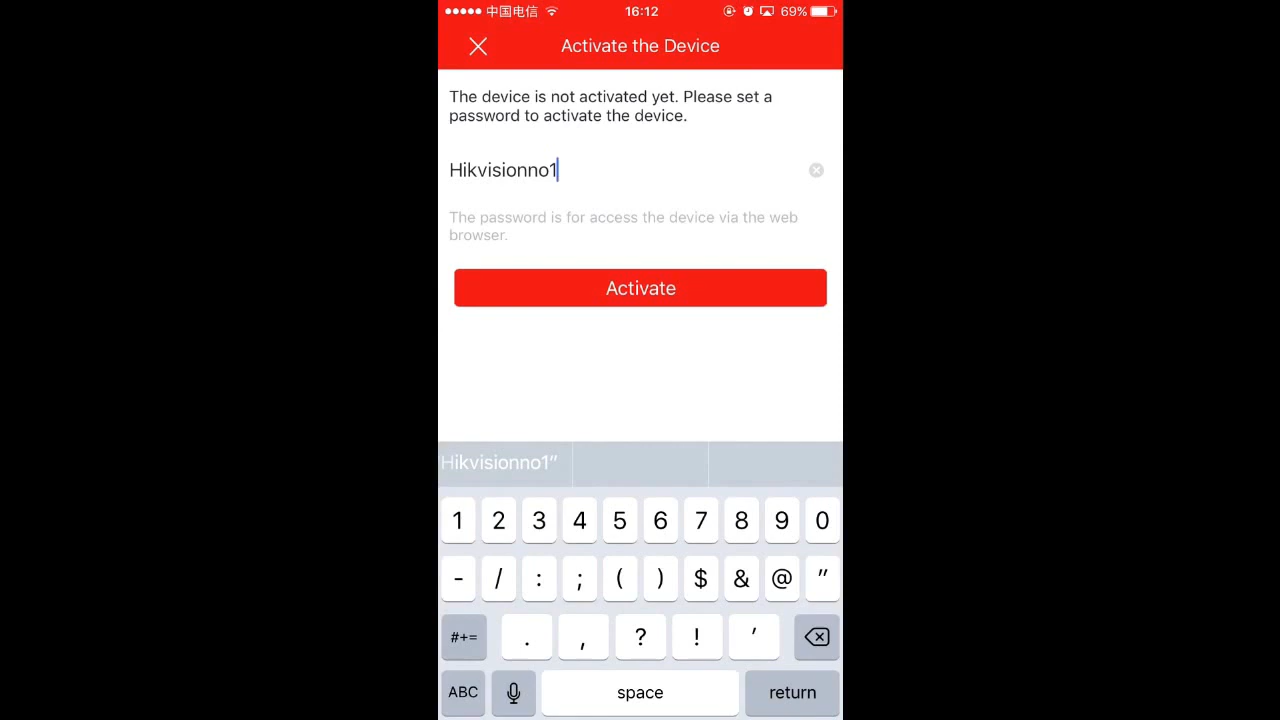 中国电信 16:12 69%
Activate the Device
The device is not activated yet. Please set a
password to activate the device.
Hikvisionno1
The password is for access the device via the web
browser.
Activate
Hikvisionno1”
1 2 3 4 5 6 7 8 9 0
- / : ; ( ) $ & @ "
#+= . , ? ! '
ABC space return